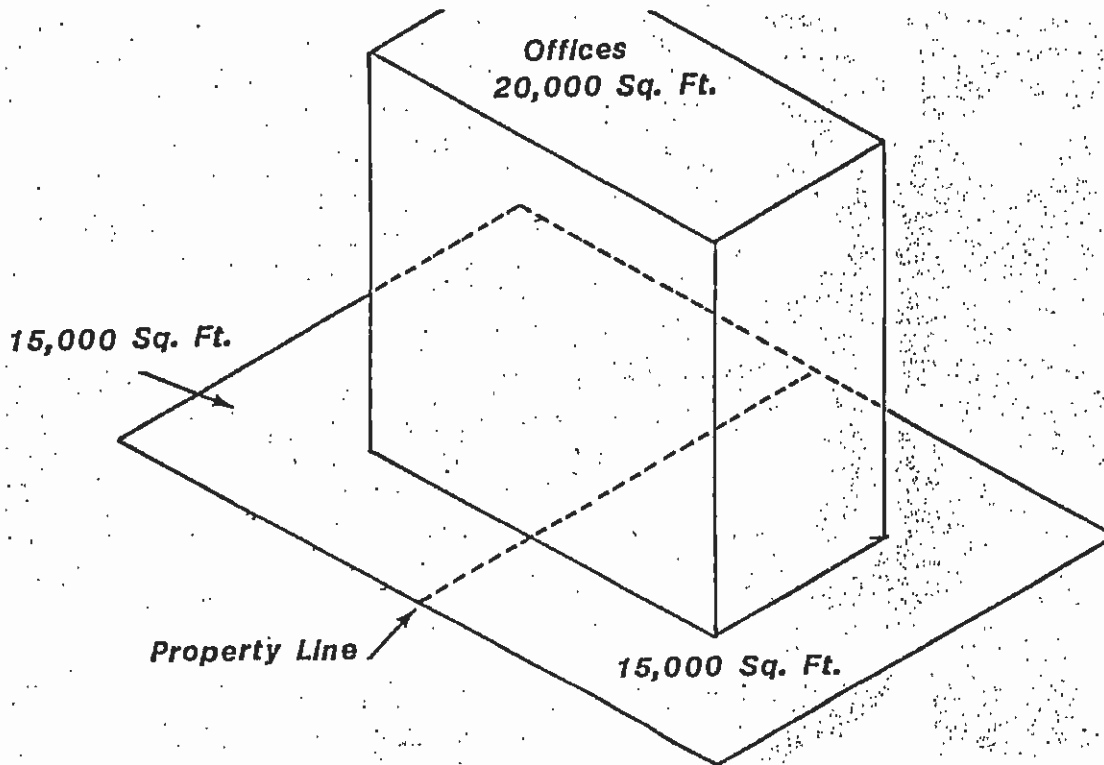 Offices
20,000 Sq. Ft.
15,000 Sq. Ft.
Property Line
15,000 Sq. Ft.